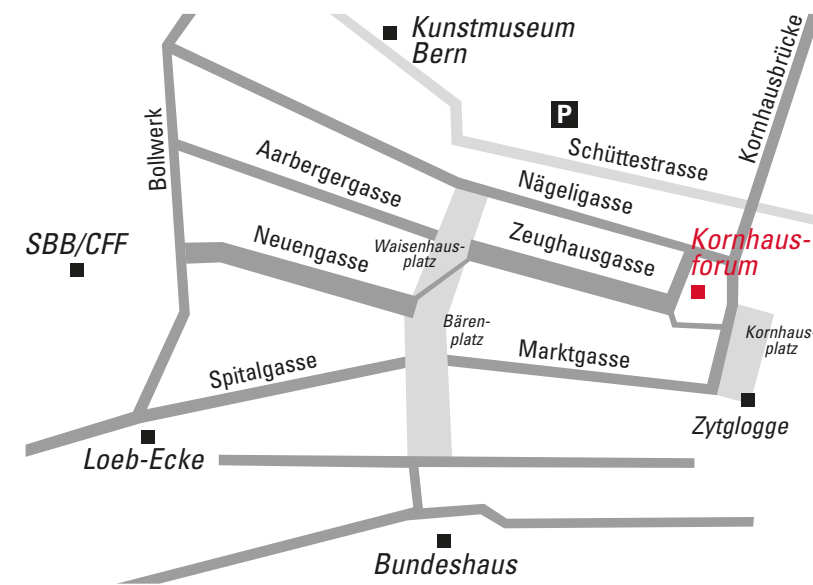 Kunstmuseum
Bern
Kornhausbrücke
P
Schüttestrasse
Bollwerk
Aarbergergasse
Nägeligasse
SBB/CFF
Neuengasse
Waisenhaus-
platz
Zeughausgasse
Kornhaus-
forum
Bären-
platz
Kornhaus-
platz
Spitalgasse
Marktgasse
Zytglogge
Loeb-Ecke
Bundeshaus